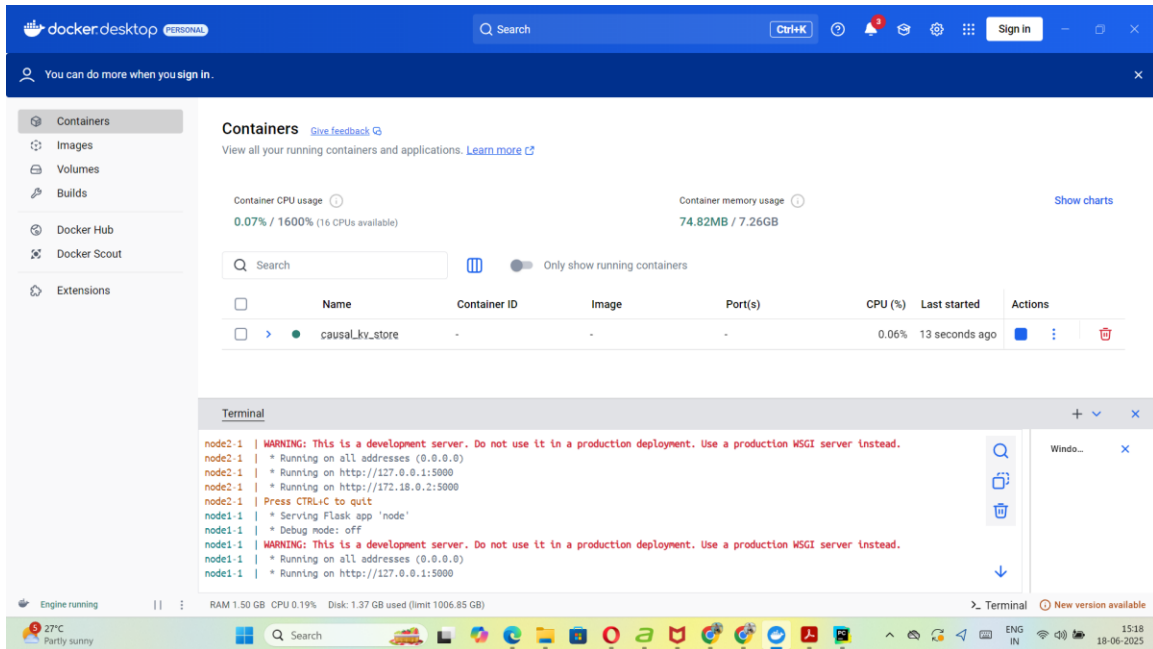 docker.desktop PERSONAL
Search
Ctrl+K
3
Sign in
You can do more when you sign in.
Containers
Images
Volumes
Builds
Docker Hub
Docker Scout
Extensions
Containers Give feedback
View all your running containers and applications. Learn more
Container CPU usage
0.07% / 1600% (16 CPUs available)
Container memory usage
74.82MB / 7.26GB
Show charts
Search
Only show running containers
Name Container ID Image Port(s) CPU (%) Last started Actions
causal_kv_store - - - 0.06% 13 seconds ago
Terminal
node2-1 | WARNING: This is a development server. Do not use it in a production deployment. Use a production WSGI server instead.
node2-1 | * Running on all addresses (0.0.0.0)
node2-1 | * Running on http://127.0.0.1:5000
node2-1 | * Running on http://172.18.0.2:5000
node2-1 | Press CTRL+C to quit
node1-1 | * Serving Flask app 'node'
node1-1 | * Debug mode: off
node1-1 | WARNING: This is a development server. Do not use it in a production deployment. Use a production WSGI server instead.
node1-1 | * Running on all addresses (0.0.0.0)
node1-1 | * Running on http://127.0.0.1:5000
Windo...
Engine running
RAM 1.50 GB CPU 0.19% Disk: 1.37 GB used (limit 1006.85 GB)
>_ Terminal
New version available
5
27°C
Partly sunny
Search
PC
ENG
IN
15:18
18-06-2025